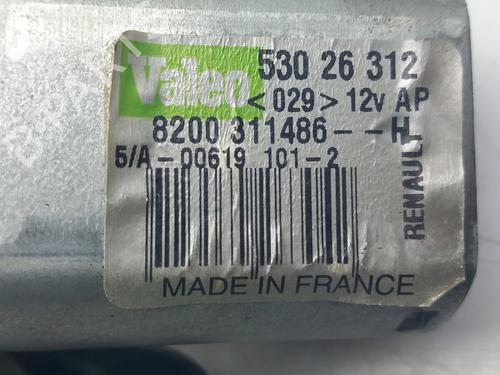 Valeo
530 26 312
<029> 12v AP
8200 311486--H
5/A-00619 101-2
RENAULT
MADE IN FRANCE